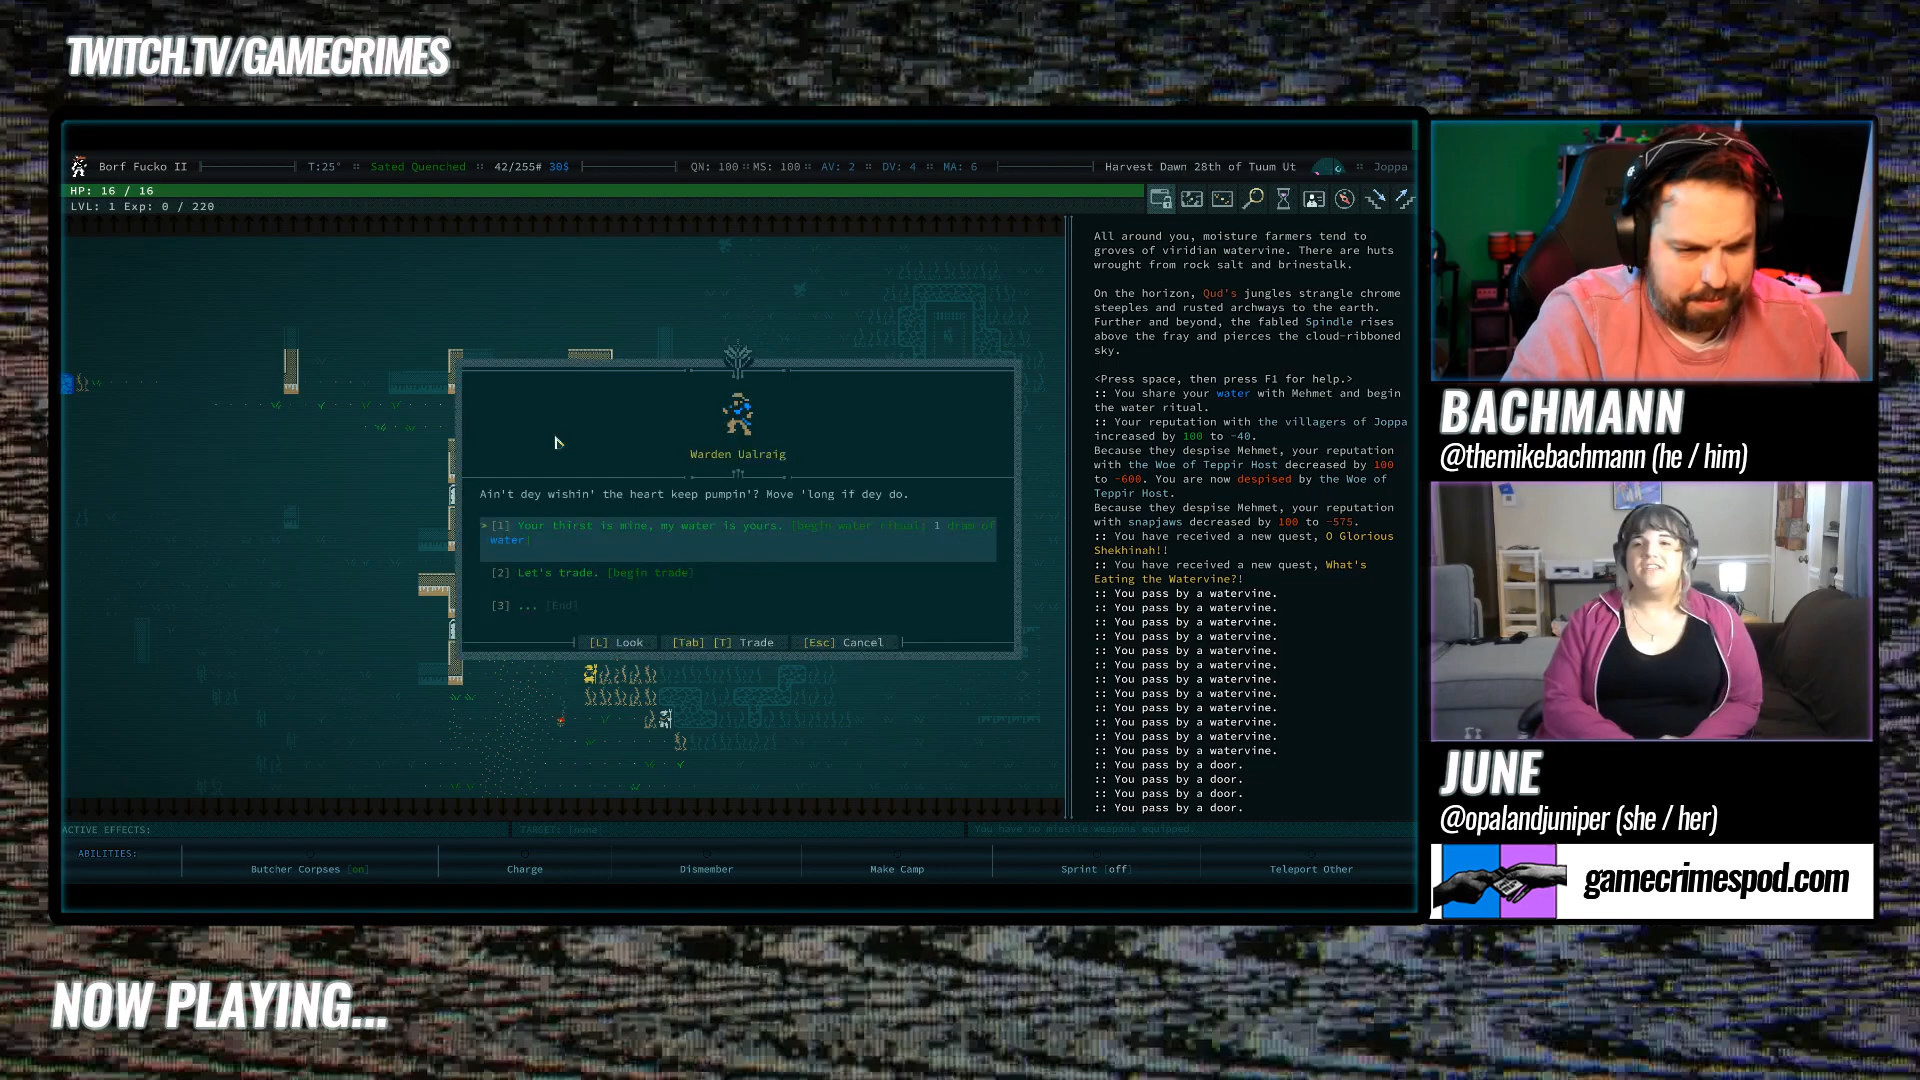 TWITCH.TV/GAMECRIMES
Borf Fucko II T:25° :: Sated Quenched :: 42/255# 30$ QN: 100 :: MS: 100 :: AV: 2 :: DV: 4 :: MA: 6 Harvest Dawn 28th of Tuum Ut :: Joppa
HP: 16 / 16
LVL: 1 Exp: 0 / 220
All around you, moisture farmers tend to
groves of viridian watervine. There are huts
wrought from rock salt and brinestalk.
On the horizon, Qud's jungles strangle chrome
steeples and rusted archways to the earth.
Further and beyond, the fabled Spindle rises
above the fray and pierces the cloud-ribboned
sky.
<Press space, then press F1 for help.>
:: You share your water with Mehmet and begin
the water ritual.
:: Your reputation with the villagers of Joppa
increased by 100 to -40.
Because they despise Mehmet, your reputation
with the Woe of Teppir Host decreased by 100
to -600. You are now despised by the Woe of
Teppir Host.
Because they despise Mehmet, your reputation
with snapjaws decreased by 100 to -575.
:: You have received a new quest, O Glorious
Shekhinah!!
:: You have received a new quest, What's
Eating the Watervine?!
:: You pass by a watervine.
:: You pass by a watervine.
:: You pass by a watervine.
:: You pass by a watervine.
:: You pass by a watervine.
:: You pass by a watervine.
:: You pass by a watervine.
:: You pass by a watervine.
:: You pass by a watervine.
:: You pass by a watervine.
:: You pass by a watervine.
:: You pass by a watervine.
:: You pass by a door.
:: You pass by a door.
:: You pass by a door.
:: You pass by a door.
Warden Ualraig
Ain't dey wishin' the heart keep pumpin'? Move 'long if dey do.
> [1] Your thirst is mine, my water is yours. [begin water ritual; 1 dram of
water]
[2] Let's trade. [begin trade]
[3] ... [End]
[L] Look [Tab] [T] Trade [Esc] Cancel
ACTIVE EFFECTS: TARGET: [none] You have no missile weapons equipped.
ABILITIES: Butcher Corpses [on] Charge Dismember Make Camp Sprint [off] Teleport Other
BACHMANN
@themikebachmann (he / him)
JUNE
@opalandjuniper (she / her)
gamecrimespod.com
NOW PLAYING...